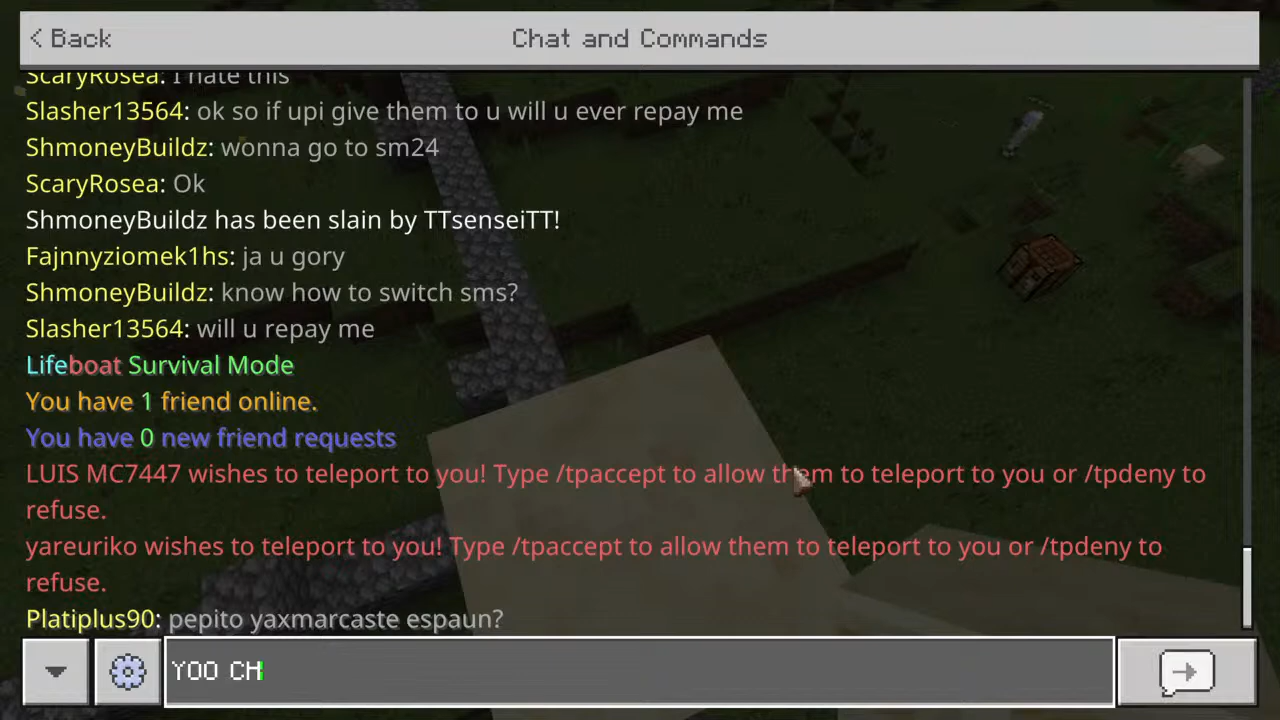 Back
Chat and Commands
ScaryRosea: I hate this
Slasher13564: ok so if upi give them to u will u ever repay me
ShmoneyBuildz: wonna go to sm24
ScaryRosea: Ok
ShmoneyBuildz has been slain by TTsenseiTT!
Fajnnyziomek1hs: ja u gory
ShmoneyBuildz: know how to switch sms?
Slasher13564: will u repay me
Lifeboat Survival Mode
You have 1 friend online.
You have 0 new friend requests
LUIS MC7447 wishes to teleport to you! Type /tpaccept to allow them to teleport to you or /tpdeny to
refuse.
yareuriko wishes to teleport to you! Type /tpaccept to allow them to teleport to you or /tpdeny to
refuse.
Platiplus90: pepito yaxmarcaste espaun?
YOO CH